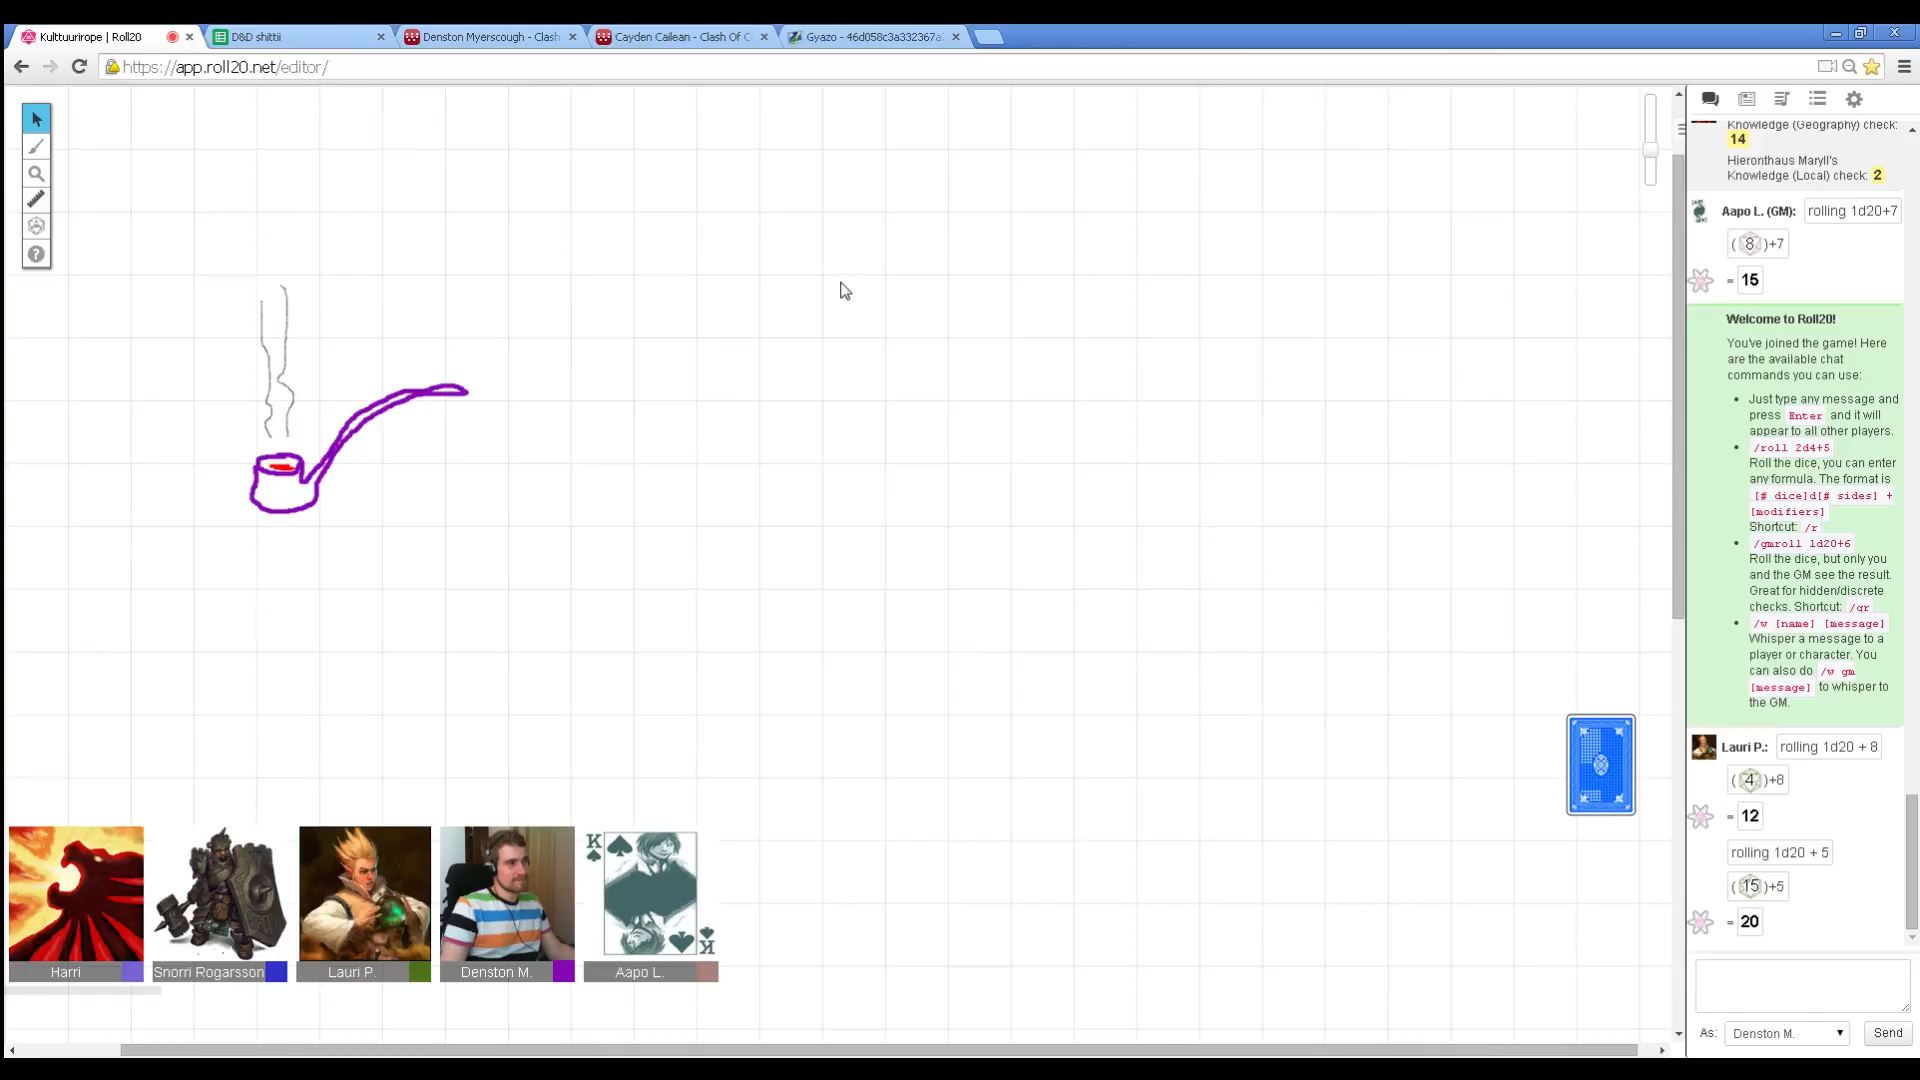 Kulttuurirope | Roll20
D&D shittii
Denston Myerscough - Clash
Cayden Cailean - Clash Of C
Gyazo - 46d058c3a332367a
https://app.roll20.net/editor/
Knowledge (Geography) check:
14
Hieronthaus Maryll's
Knowledge (Local) check: 2
Aapo L. (GM): rolling 1d20+7
(8)+7
= 15
Welcome to Roll20!
You've joined the game! Here
are the available chat
commands you can use:
Just type any message and
press Enter and it will
appear to all other players.
/roll 2d4+5
Roll the dice, you can enter
any formula. The format is
[# dice]d[# sides] +
[modifiers]
Shortcut: /r
/gmroll 1d20+6
Roll the dice, but only you
and the GM see the result.
Great for hidden/discrete
checks. Shortcut: /gr
/w [name] [message]
Whisper a message to a
player or character. You
can also do /w gm
[message] to whisper to
the GM.
Lauri P.: rolling 1d20 + 8
(4)+8
= 12
rolling 1d20 + 5
(15)+5
= 20
K
K
Harri
Snorri Rogarsson
Lauri P.
Denston M.
Aapo L.
As: Denston M. Send